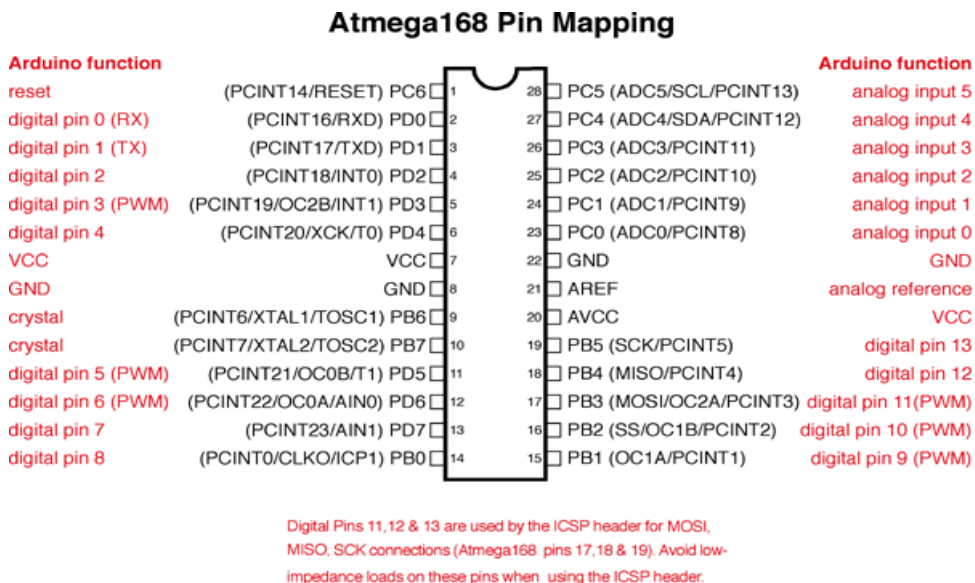 Atmega168 Pin Mapping
Arduino function Arduino function
reset (PCINT14/RESET) PC6 1 28 PC5 (ADC5/SCL/PCINT13) analog input 5
digital pin 0 (RX) (PCINT16/RXD) PD0 2 27 PC4 (ADC4/SDA/PCINT12) analog input 4
digital pin 1 (TX) (PCINT17/TXD) PD1 3 26 PC3 (ADC3/PCINT11) analog input 3
digital pin 2 (PCINT18/INT0) PD2 4 25 PC2 (ADC2/PCINT10) analog input 2
digital pin 3 (PWM) (PCINT19/OC2B/INT1) PD3 5 24 PC1 (ADC1/PCINT9) analog input 1
digital pin 4 (PCINT20/XCK/T0) PD4 6 23 PC0 (ADC0/PCINT8) analog input 0
VCC VCC 7 22 GND GND
GND GND 8 21 AREF analog reference
crystal (PCINT6/XTAL1/TOSC1) PB6 9 20 AVCC VCC
crystal (PCINT7/XTAL2/TOSC2) PB7 10 19 PB5 (SCK/PCINT5) digital pin 13
digital pin 5 (PWM) (PCINT21/OC0B/T1) PD5 11 18 PB4 (MISO/PCINT4) digital pin 12
digital pin 6 (PWM) (PCINT22/OC0A/AIN0) PD6 12 17 PB3 (MOSI/OC2A/PCINT3) digital pin 11(PWM)
digital pin 7 (PCINT23/AIN1) PD7 13 16 PB2 (SS/OC1B/PCINT2) digital pin 10 (PWM)
digital pin 8 (PCINT0/CLKO/ICP1) PB0 14 15 PB1 (OC1A/PCINT1) digital pin 9 (PWM)
Digital Pins 11,12 & 13 are used by the ICSP header for MOSI,
MISO, SCK connections (Atmega168 pins 17,18 & 19). Avoid low-
impedance loads on these pins when using the ICSP header.